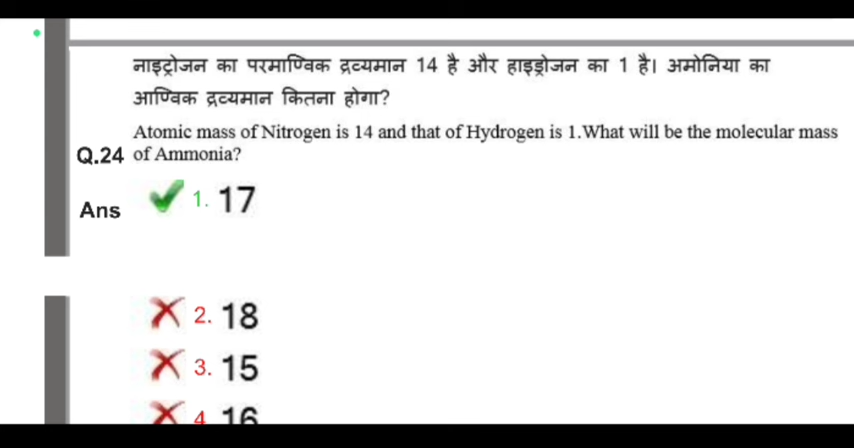 नाइट्रोजन का परमाण्विक द्रव्यमान 14 है और हाइड्रोजन का 1 है। अमोनिया का
आण्विक द्रव्यमान कितना होगा?
Atomic mass of Nitrogen is 14 and that of Hydrogen is 1.What will be the molecular mass
Q.24 of Ammonia?
Ans 1. 17
2. 18
3. 15
4 16